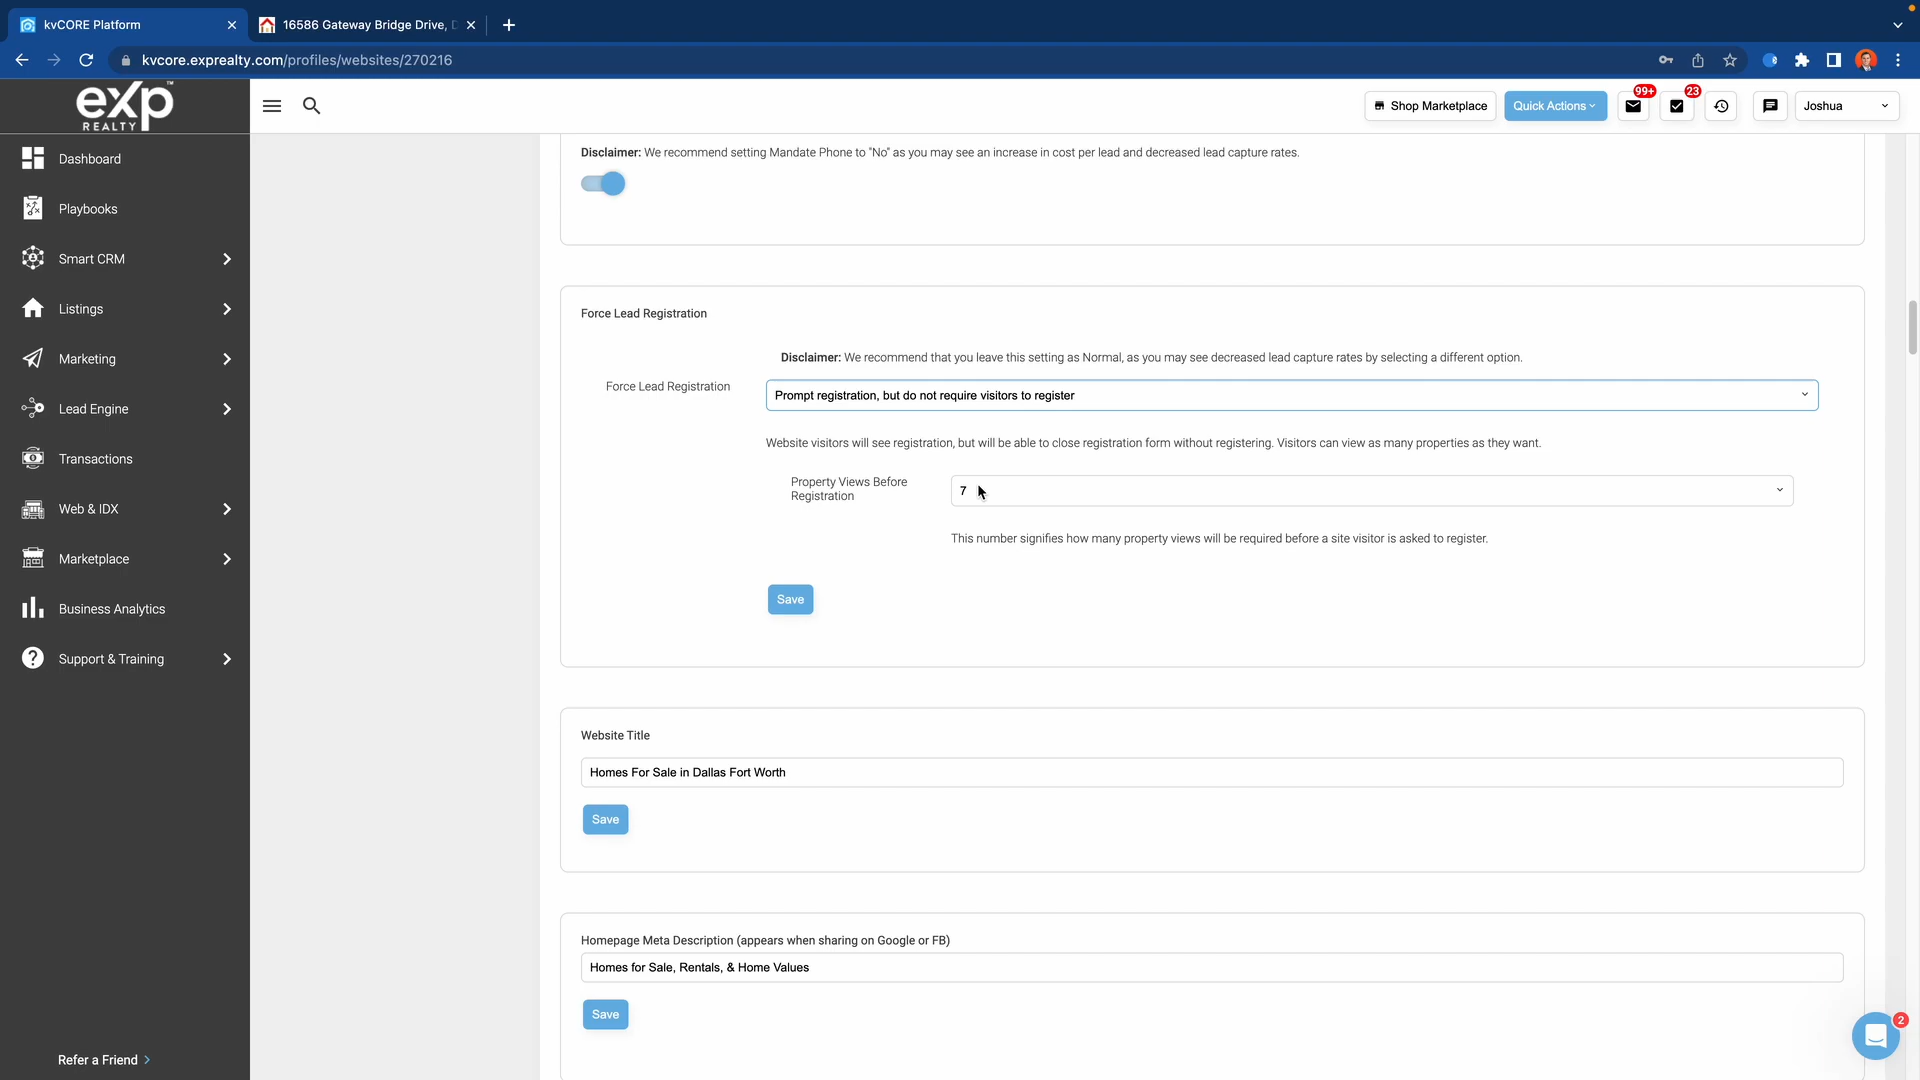 kvCORE Platform
16586 Gateway Bridge Drive,
kvcore.exprealty.com/profiles/websites/270216
exp
REALTY
TM
Shop Marketplace
Quick Actions
99+
23
Joshua
Dashboard
Playbooks
Smart CRM
Listings
Marketing
Lead Engine
Transactions
Web & IDX
Marketplace
Business Analytics
Support & Training
Refer a Friend
Disclaimer: We recommend setting Mandate Phone to "No" as you may see an increase in cost per lead and decreased lead capture rates.
Force Lead Registration
Disclaimer: We recommend that you leave this setting as Normal, as you may see decreased lead capture rates by selecting a different option.
Force Lead Registration
Prompt registration, but do not require visitors to register
Website visitors will see registration, but will be able to close registration form without registering. Visitors can view as many properties as they want.
Property Views Before
Registration
7
This number signifies how many property views will be required before a site visitor is asked to register.
Save
Website Title
Homes For Sale in Dallas Fort Worth
Save
Homepage Meta Description (appears when sharing on Google or FB)
Homes for Sale, Rentals, & Home Values
Save
2